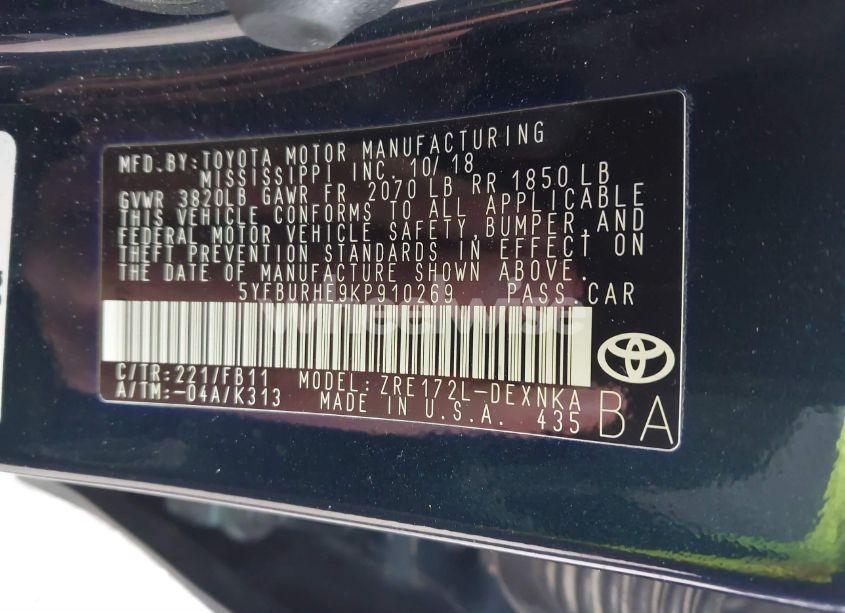 MFD.BY:TOYOTA MOTOR MANUFACTURING
MISSISSIPPI INC. 10/18
GVWR 3820LB GAWR FR 2070 LB RR 1850 LB
THIS VEHICLE CONFORMS TO ALL APPLICABLE
FEDERAL MOTOR VEHICLE SAFETY,BUMPER,AND
THEFT PREVENTION STANDARDS IN EFFECT ON
THE DATE OF MANUFACTURE SHOWN ABOVE.
5YFBURHE9KP910269 PASS.CAR
WheelWise
C/TR:221/FB11 MODEL:ZRE172L-DEXNKA
A/TM:-04A/K313 MADE IN U.S.A. 435
BA